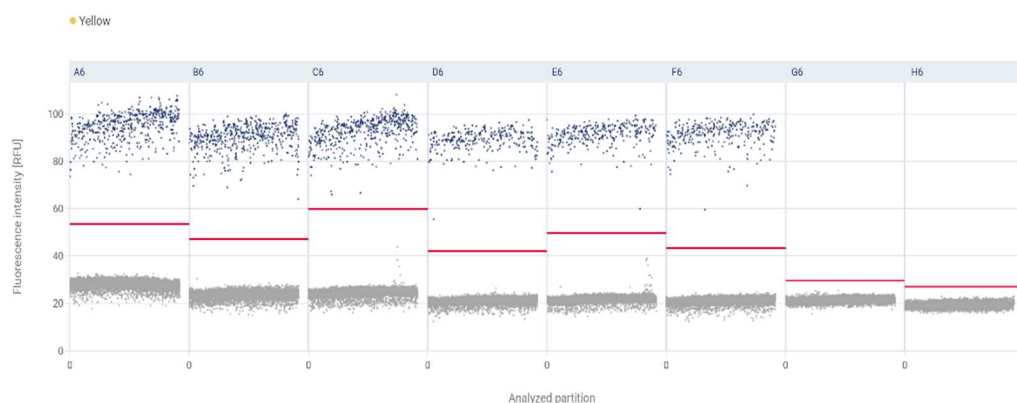 Yellow
A6 B6 C6 D6 E6 F6 G6 H6
Fluorescence intensity [RFU]
100
80
60
40
20
0
0 0 0 0 0 0 0 0
Analyzed partition